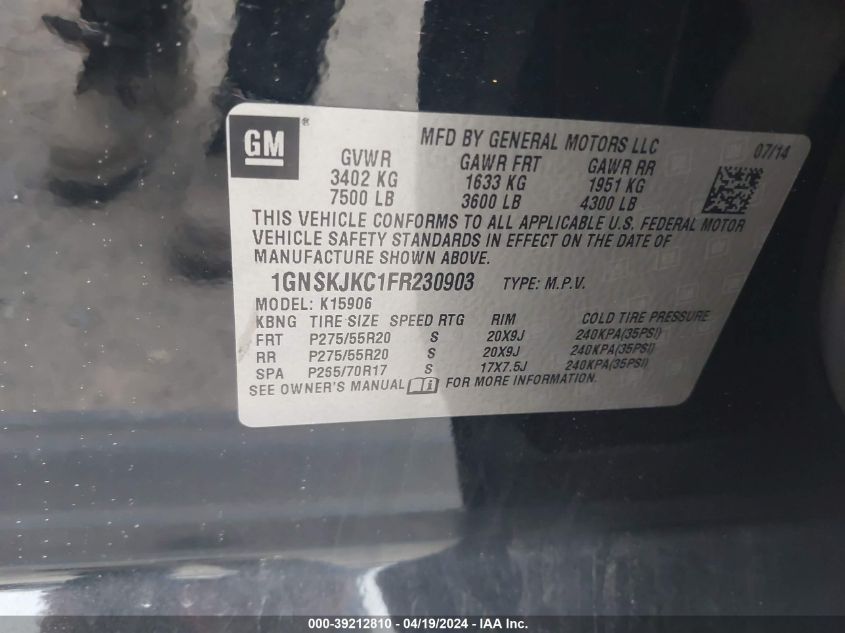 GM ®
MFD BY GENERAL MOTORS LLC 07/14
GVWR GAWR FRT GAWR RR
3402 KG 1633 KG 1951 KG
7500 LB 3600 LB 4300 LB
THIS VEHICLE CONFORMS TO ALL APPLICABLE U.S. FEDERAL MOTOR
VEHICLE SAFETY STANDARDS IN EFFECT ON THE DATE OF
MANUFACTURE SHOWN ABOVE.
1GNSKJKC1FR230903 TYPE: M.P.V.
MODEL: K15906
KBNG TIRE SIZE SPEED RTG RIM COLD TIRE PRESSURE
FRT P275/55R20 S 20X9J 240KPA(35PSI)
RR P275/55R20 S 20X9J 240KPA(35PSI)
SPA P265/70R17 S 17X7.5J 240KPA(35PSI)
SEE OWNER'S MANUAL FOR MORE INFORMATION.
000-39212810 - 04/19/2024 - IAA Inc.